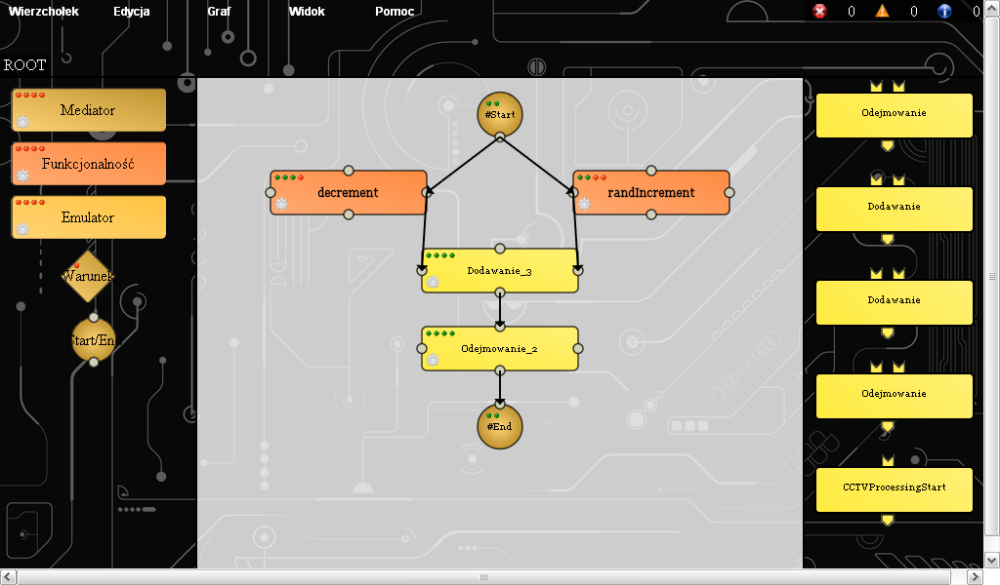 Wierzchołek Edycja Graf Widok Pomoc 0 0 0
ROOT
Mediator
Funkcjonalność
Emulator
Warunek
Start/En
#Start
decrement
randIncrement
Dodawanie_3
Odejmowanie_2
#End
Odejmowanie
Dodawanie
Dodawanie
Odejmowanie
CCTVProcessingStart